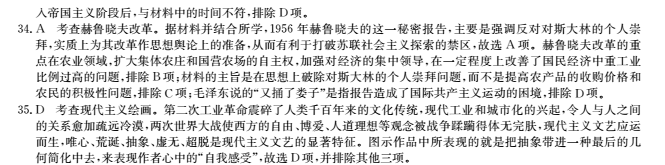 入帝国主义阶段后,与材料中的时间不符,排除 D 项。
34. A　考查赫鲁晓夫改革。据材料并结合所学,1956 年赫鲁晓夫的这一秘密报告,主要是强调反对对斯大林的个人崇
拜,实质上为其改革作思想舆论上的准备,从而有利于打破苏联社会主义探索的禁区,故选 A 项。赫鲁晓夫改革的重
点在农业领域,扩大集体农庄和国营农场的自主权,加强对经济的集中领导,在一定程度上改善了国民经济中重工业
比例过高的问题,排除 B 项;材料的主旨是在思想上破除对斯大林的个人崇拜问题,而不是提高农产品的收购价格和
农民的积极性问题,排除 C 项;毛泽东说的“又捅了娄子”是指报告造成了国际共产主义运动的困境,排除 D 项。
35. D　考查现代主义绘画。第二次工业革命震碎了人类千百年来的文化传统,现代工业和城市化的兴起,令人与人之间
的关系愈加疏远冷漠,两次世界大战使西方的自由、博爱、人道理想等观念被战争蹂躏得体无完肤,现代主义文艺应运
而生,唯心、荒诞、抽象、虚无、超脱是现代主义文艺的显著特征。图示作品中所表现的就是把抽象带进一种最后的几
何简化中去,来表现作者心中的“自我感受”,故选 D 项,并排除其他三项。